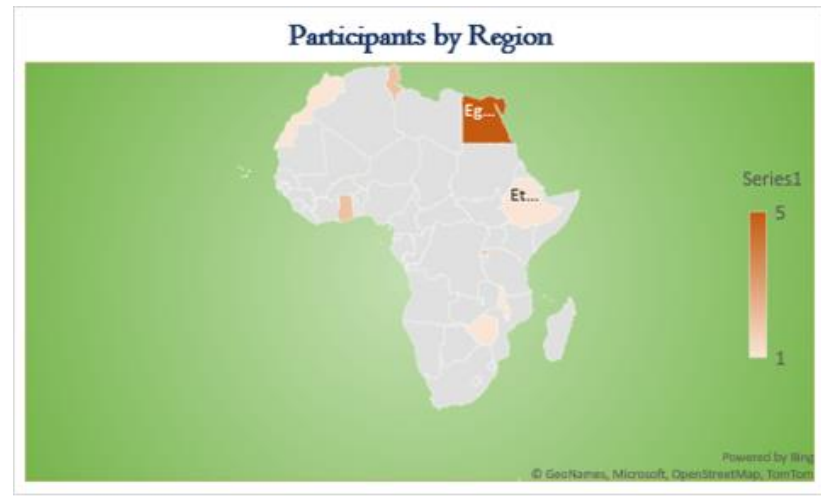 Participants by Region
Eg...
Et...
Series1
5
1
Powered by Bing
© GeoNames, Microsoft, OpenStreetMap, TomTom